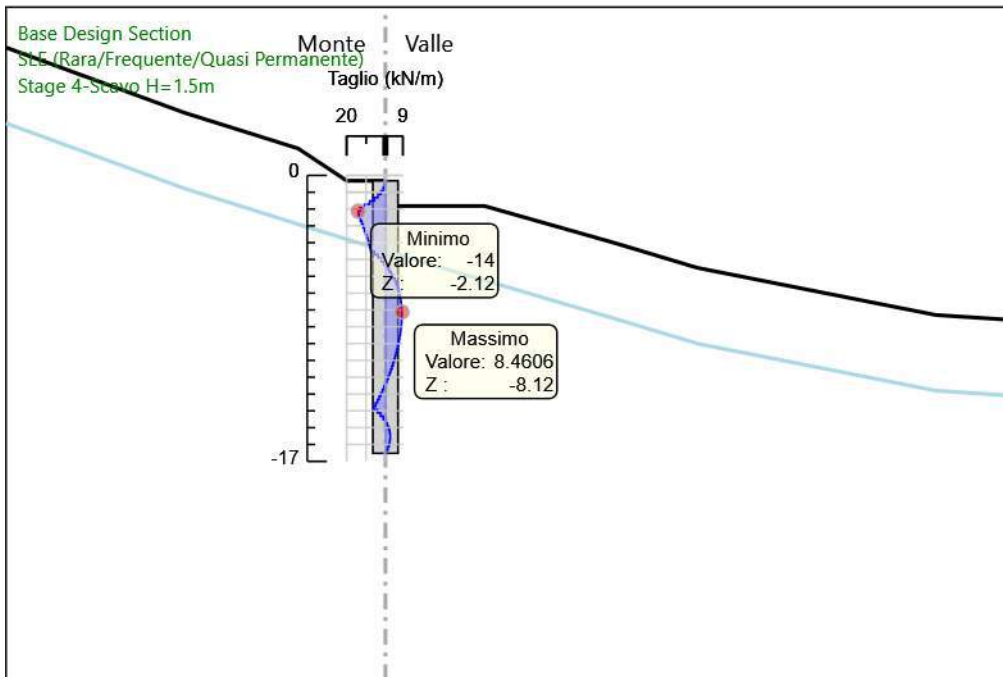 Base Design Section
SLE (Rara/Frequente/Quasi Permanente)
Stage 4-Scavo H=1.5m
Monte Valle
Taglio (kN/m)
20 9
0
Minimo
Valore: -14
Z : -2.12
Massimo
Valore: 8.4606
Z : -8.12
-17